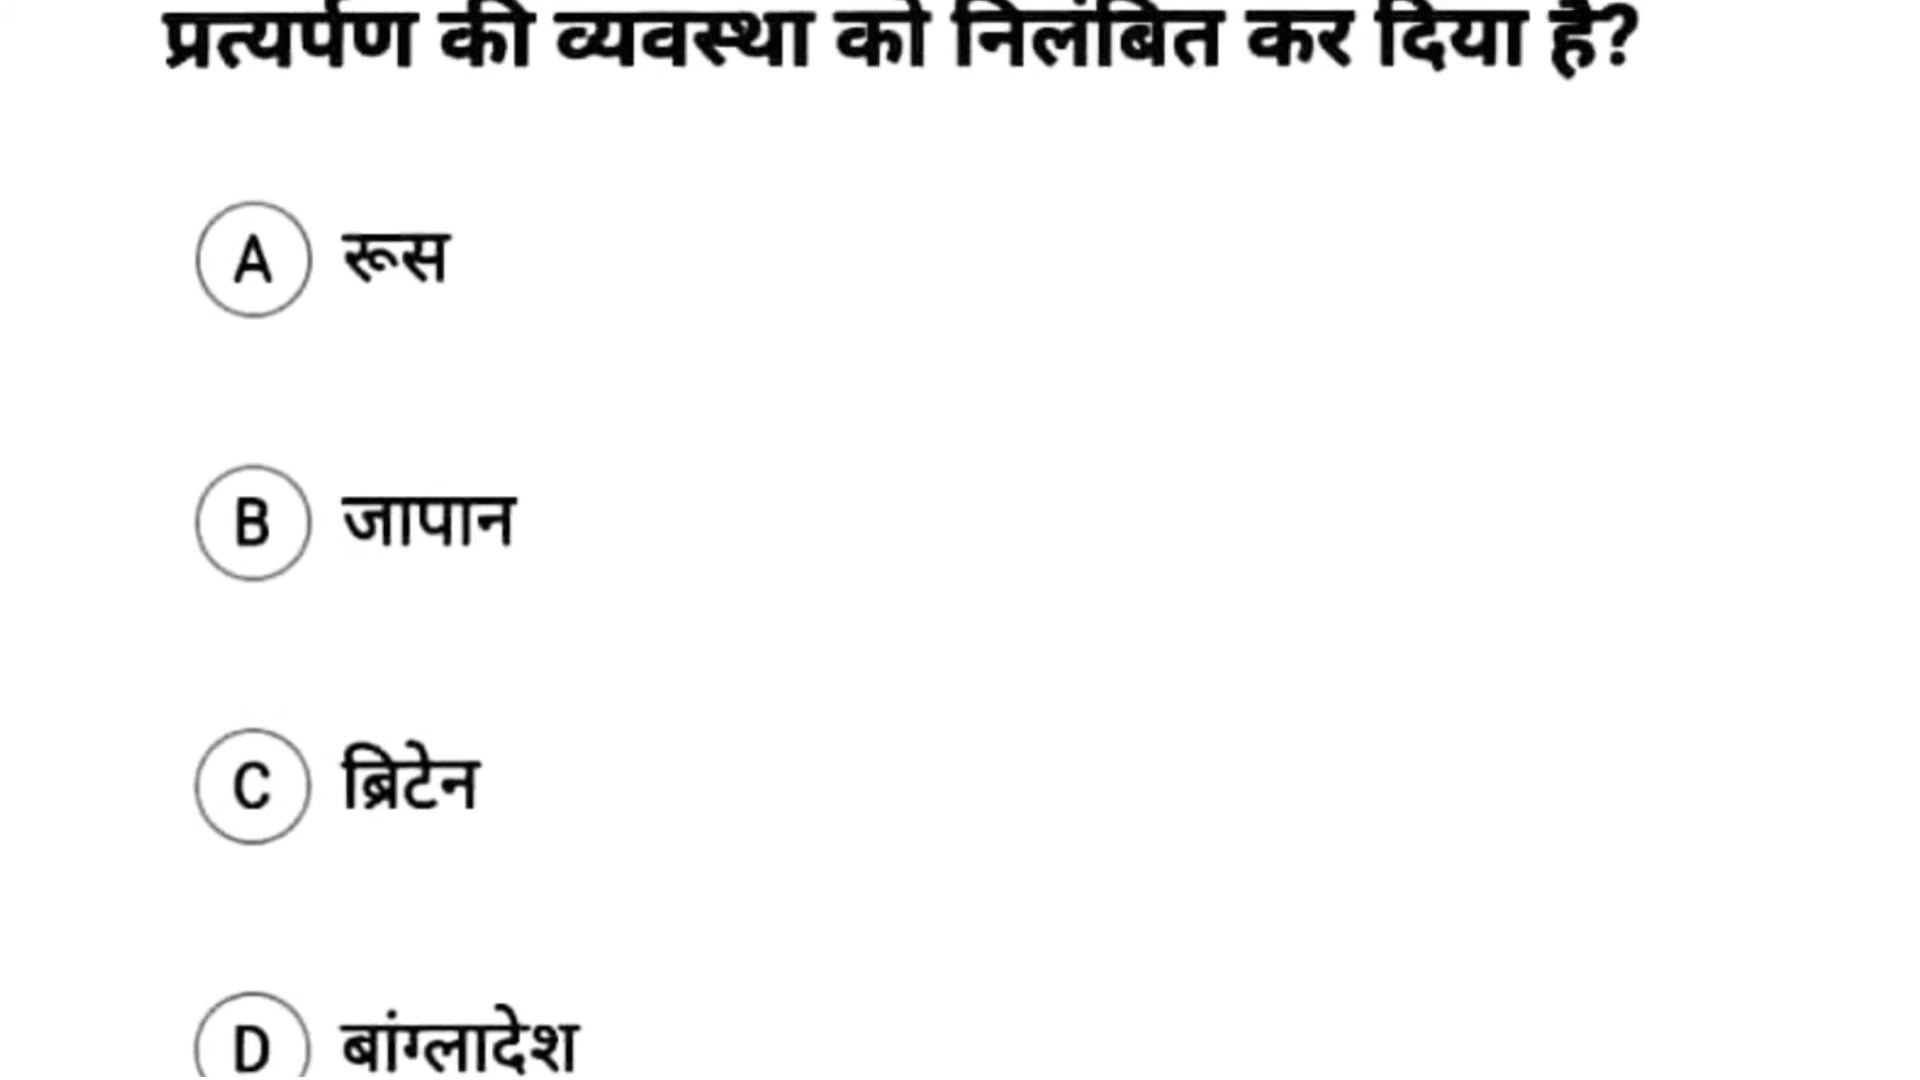 प्रत्यर्पण की व्यवस्था को निलंबित कर दिया है?
A रूस
B जापान
C ब्रिटेन
D बांग्लादेश